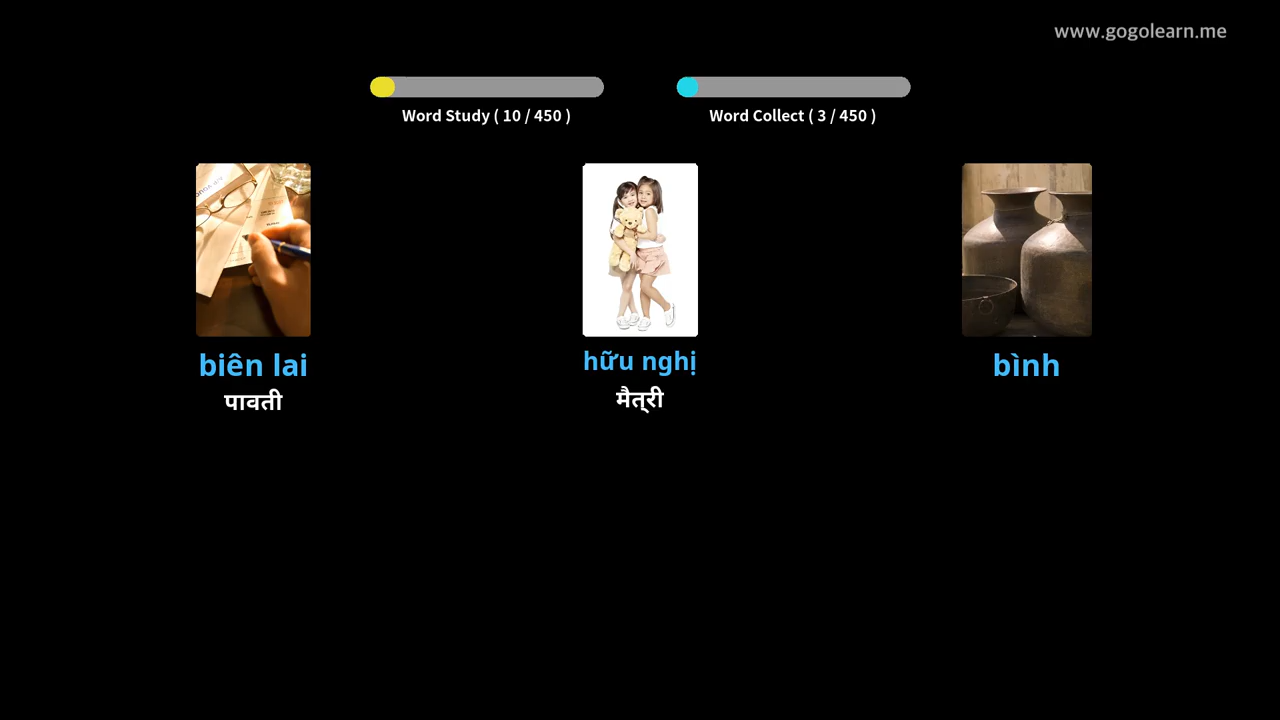 www.gogolearn.me
Word Study ( 10 / 450 )
Word Collect ( 3 / 450 )
biên lai
पावती
hữu nghị
मैत्री
bình